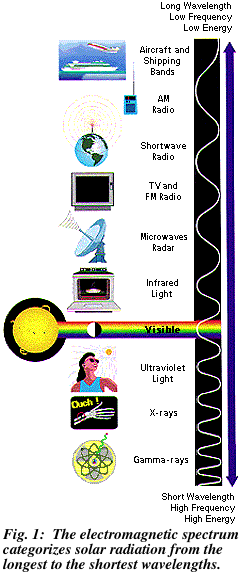 Long Wavelength
Low Frequency
Low Energy
Aircraft and
Shipping
Bands
AM
Radio
Shortwave
Radio
TV and
FM Radio
Microwaves
Radar
Infrared
Light
Visible
Ultraviolet
Light
Ouch!
X-rays
Gamma-rays
Short Wavelength
High Frequency
High Energy
Fig. 1: The electromagnetic spectrum
categorizes solar radiation from the
longest to the shortest wavelengths.